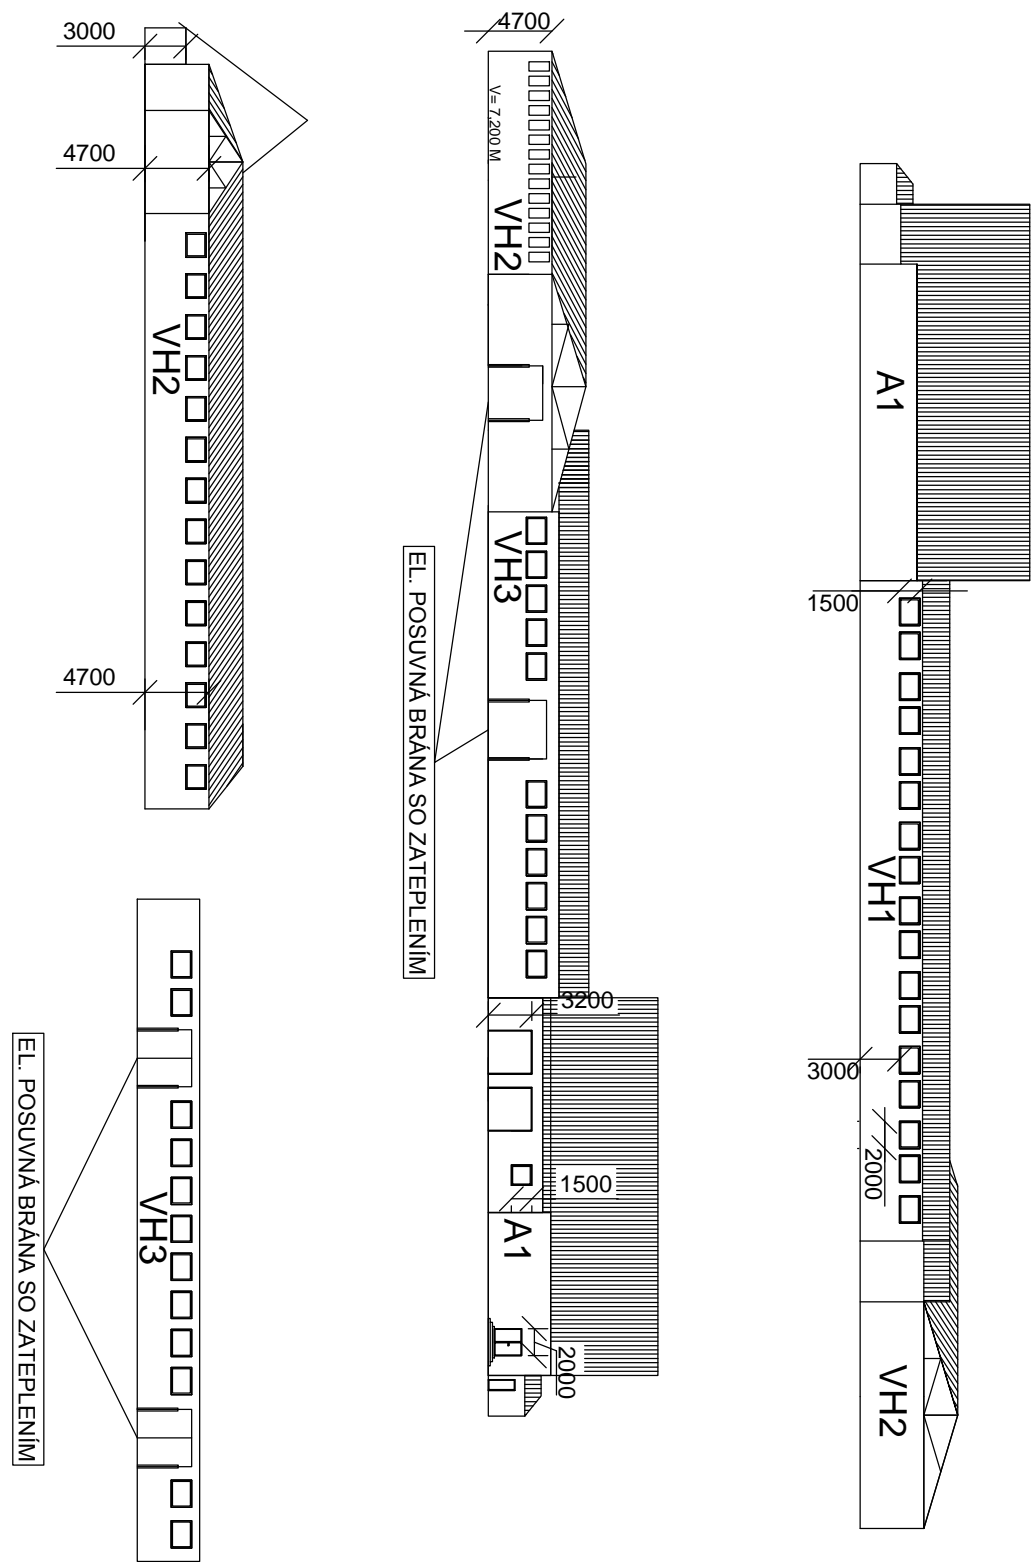 3000
4700
4700
VH2
EL. POSUVNÁ BRÁNA SO ZATEPLENÍM
VH3
4700
V= 7,200 M
VH2
EL. POSUVNÁ BRÁNA SO ZATEPLENÍM
VH3
3200
1500
A1
2000
A1
1500
VH1
3000
2000
VH2